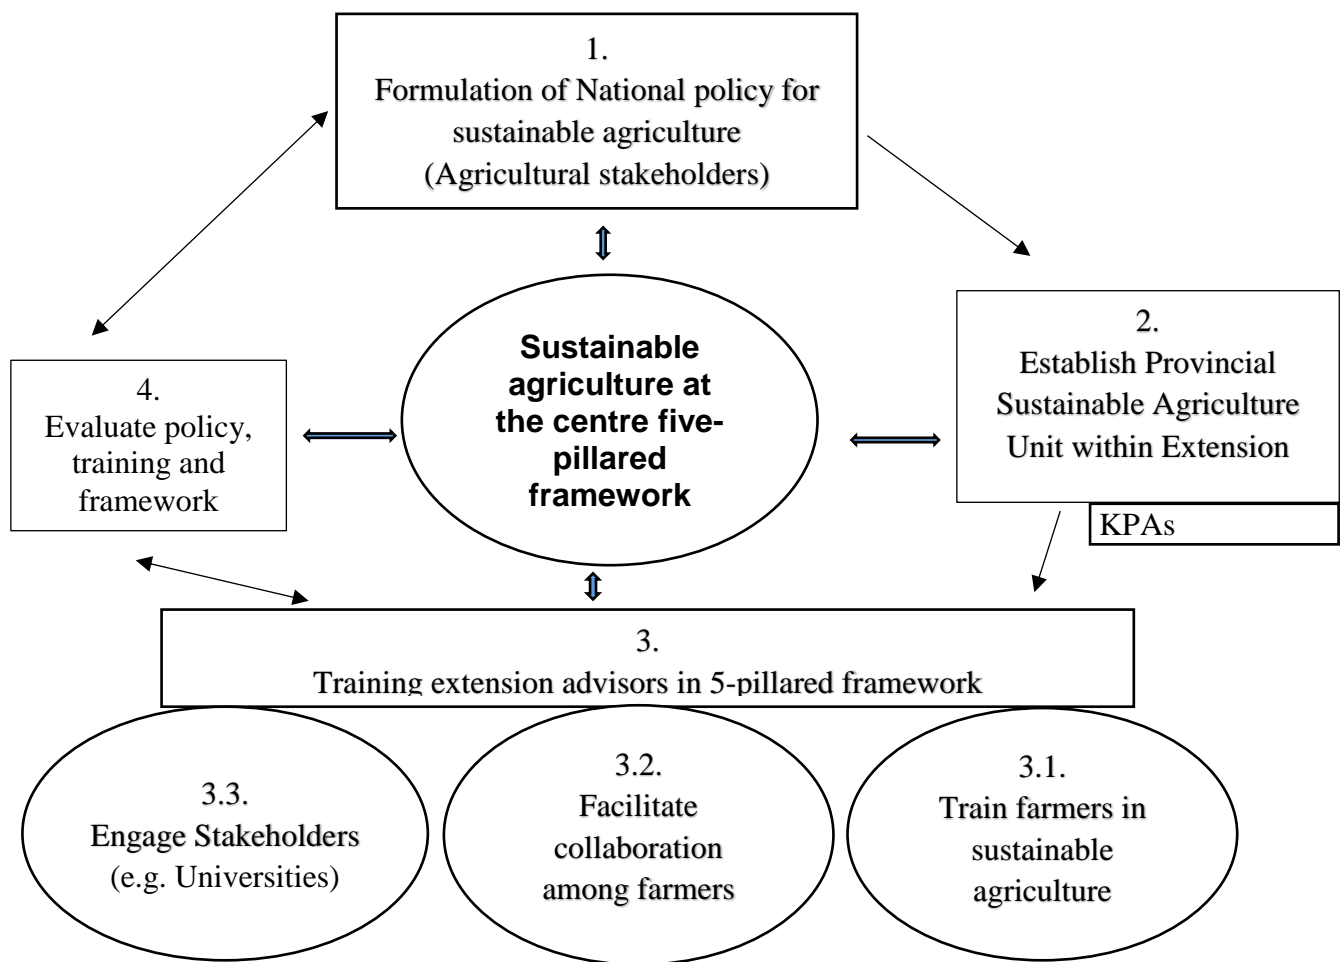 1.
Formulation of National policy for
sustainable agriculture
(Agricultural stakeholders)
Sustainable
agriculture at
the centre five-
pillared
framework
2.
Establish Provincial
Sustainable Agriculture
Unit within Extension
KPAs
4.
Evaluate policy,
training and
framework
3.
Training extension advisors in 5-pillared framework
3.3.
Engage Stakeholders
(e.g. Universities)
3.2.
Facilitate
collaboration
among farmers
3.1.
Train farmers in
sustainable
agriculture